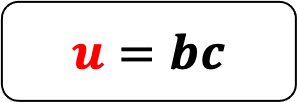 u = bc